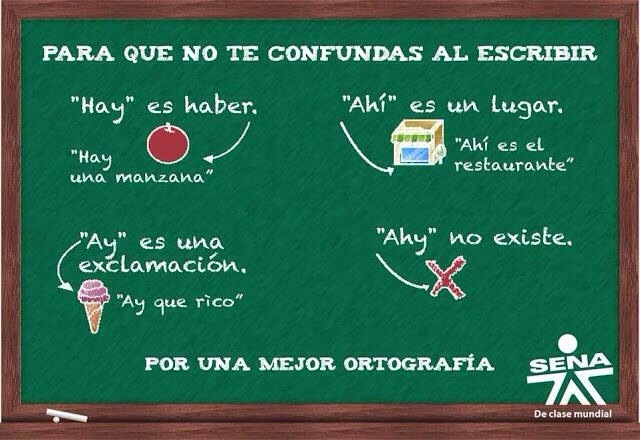 PARA QUE NO TE CONFUNDAS AL ESCRIBIR
"Hay" es haber.
"Hay
una manzana"
"Ahí" es un lugar.
"Ahí es el
restaurante"
"Ay" es una
exclamación.
"Ay que rico"
"Ahy" no existe.
POR UNA MEJOR ORTOGRAFÍA
SENA
De clase mundial